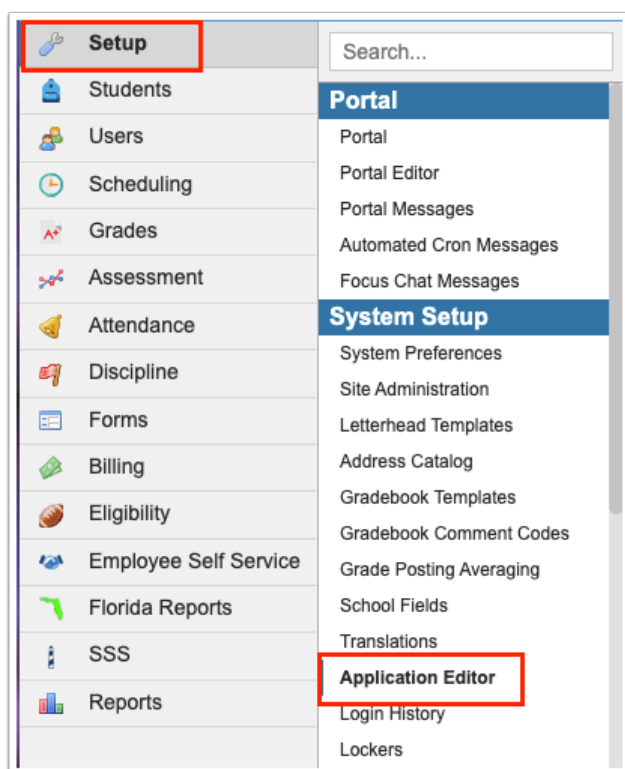 Setup
Students
Users
Scheduling
A+
Grades
Assessment
Attendance
Discipline
Forms
Billing
Eligibility
Employee Self Service
Florida Reports
SSS
Reports
Search...
Portal
Portal
Portal Editor
Portal Messages
Automated Cron Messages
Focus Chat Messages
System Setup
System Preferences
Site Administration
Letterhead Templates
Address Catalog
Gradebook Templates
Gradebook Comment Codes
Grade Posting Averaging
School Fields
Translations
Application Editor
Login History
Lockers